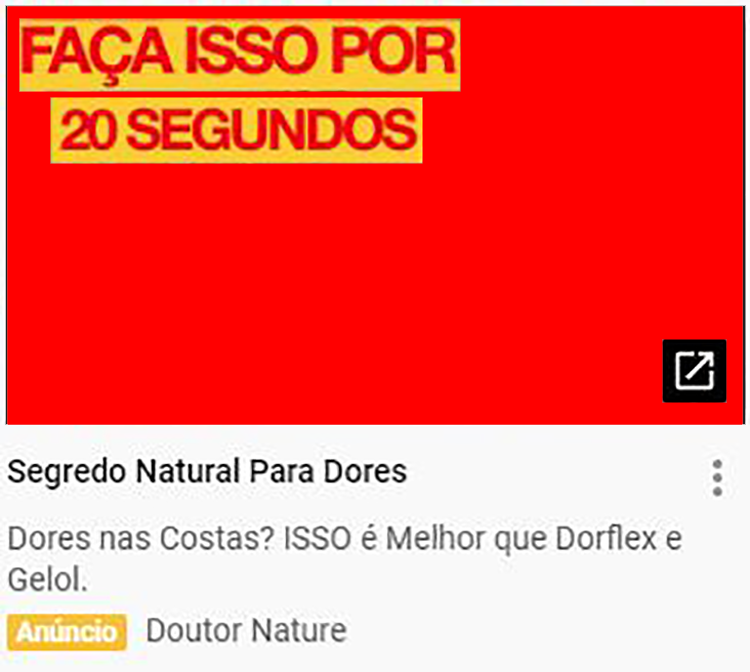 FAÇA ISSO POR
20 SEGUNDOS
Segredo Natural Para Dores
Dores nas Costas? ISSO é Melhor que Dorflex e
Gelol.
Anúncio Doutor Nature